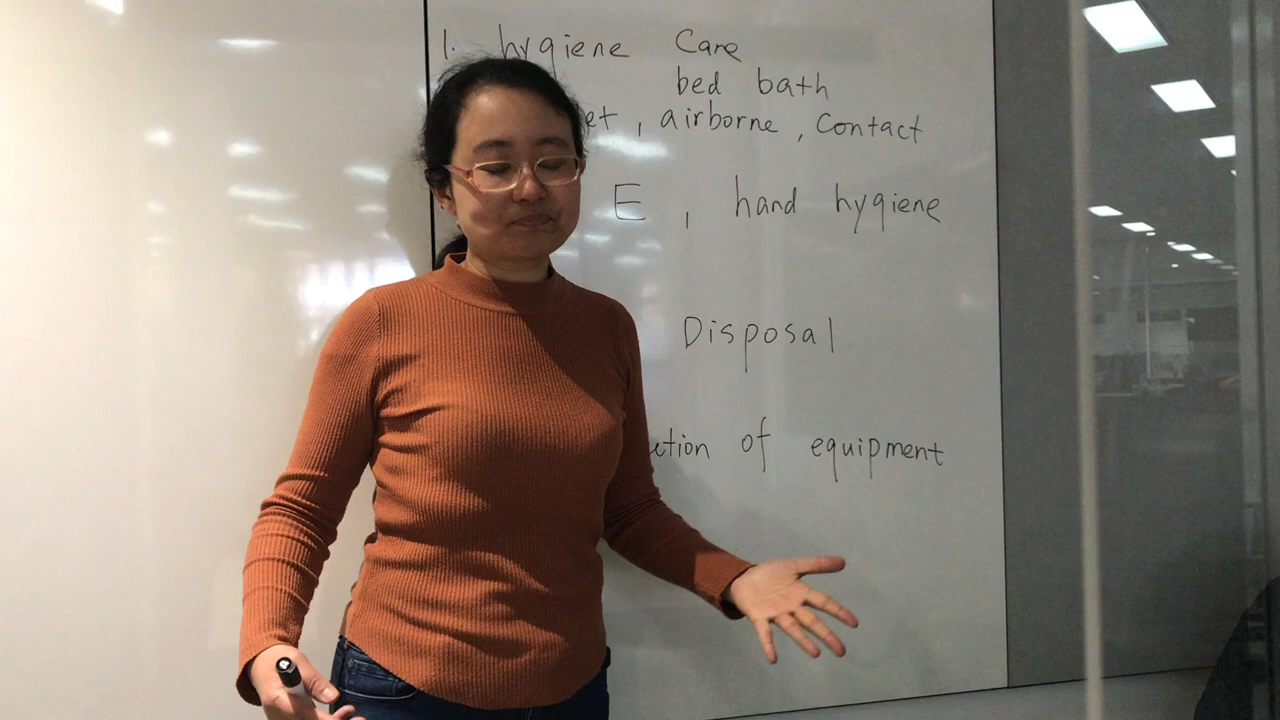 1. hygiene Care
bed bath
, airborne, Contact
E, hand hygiene
Disposal
of equipment